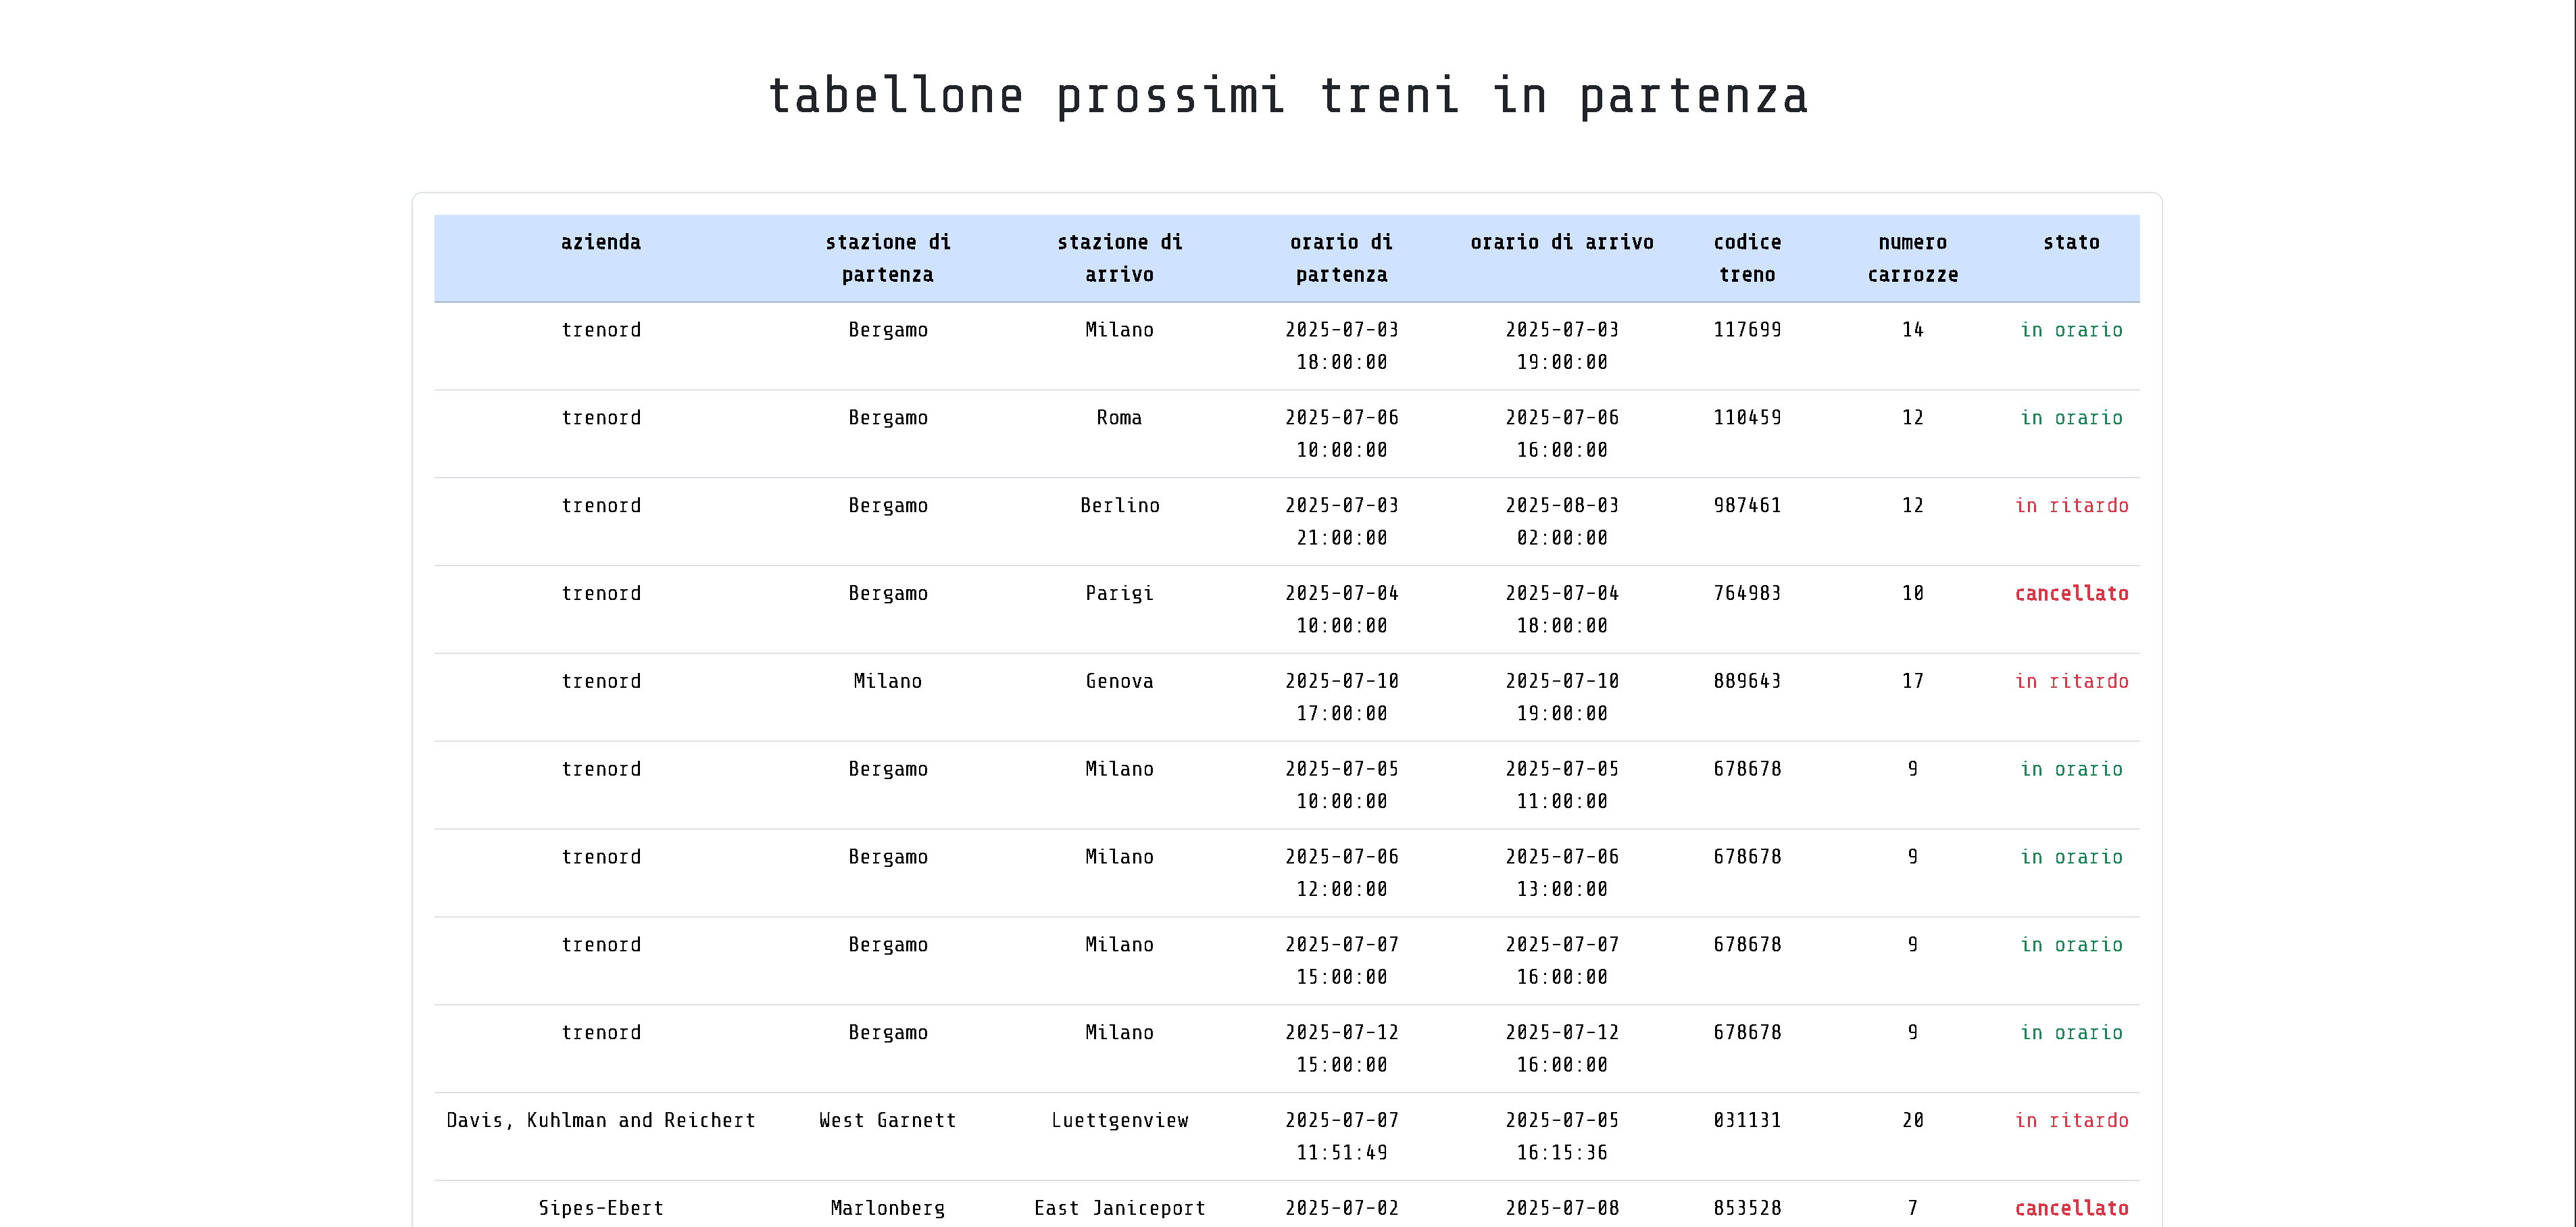 tabellone prossimi treni in partenza
azienda stazione di partenza stazione di arrivo orario di partenza orario di arrivo codice treno numero carrozze stato
trenord Bergamo Milano 2025-07-03 18:00:00 2025-07-03 19:00:00 117699 14 in orario
trenord Bergamo Roma 2025-07-06 10:00:00 2025-07-06 16:00:00 110459 12 in orario
trenord Bergamo Berlino 2025-07-03 21:00:00 2025-08-03 02:00:00 987461 12 in ritardo
trenord Bergamo Parigi 2025-07-04 10:00:00 2025-07-04 18:00:00 764983 10 cancellato
trenord Milano Genova 2025-07-10 17:00:00 2025-07-10 19:00:00 889643 17 in ritardo
trenord Bergamo Milano 2025-07-05 10:00:00 2025-07-05 11:00:00 678678 9 in orario
trenord Bergamo Milano 2025-07-06 12:00:00 2025-07-06 13:00:00 678678 9 in orario
trenord Bergamo Milano 2025-07-07 15:00:00 2025-07-07 16:00:00 678678 9 in orario
trenord Bergamo Milano 2025-07-12 15:00:00 2025-07-12 16:00:00 678678 9 in orario
Davis, Kuhlman and Reichert West Garnett Luettgenview 2025-07-07 11:51:49 2025-07-05 16:15:36 031131 20 in ritardo
Sipes-Ebert Marlonberg East Janiceport 2025-07-02 2025-07-08 853528 7 cancellato